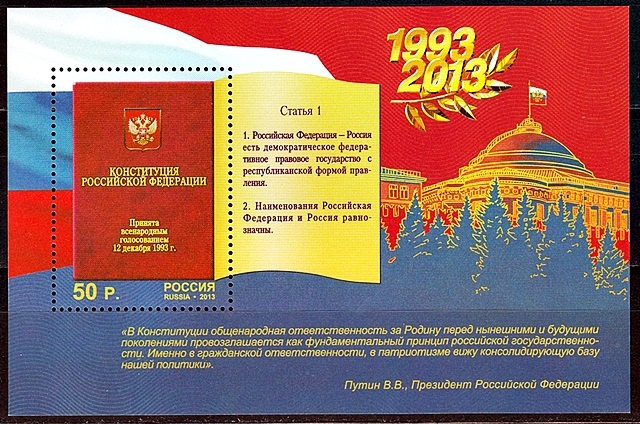 1993
2013
КОНСТИТУЦИЯ
РОССИЙСКОЙ ФЕДЕРАЦИИ
Принята
всенародным
голосованием
12 декабря 1993 г.
Статья 1
1. Российская Федерация – Россия
есть демократическое федера-
тивное правовое государство с
республиканской формой прав-
ления.
2. Наименования Российская
Федерация и Россия равно-
значны.
50 Р.
РОССИЯ
RUSSIA • 2013
«В Конституции общенародная ответственность за Родину перед нынешними и будущими
поколениями провозглашается как фундаментальный принцип российской государственно-
сти. Именно в гражданской ответственности, в патриотизме вижу консолидирующую базу
нашей политики».
Путин В.В., Президент Российской Федерации